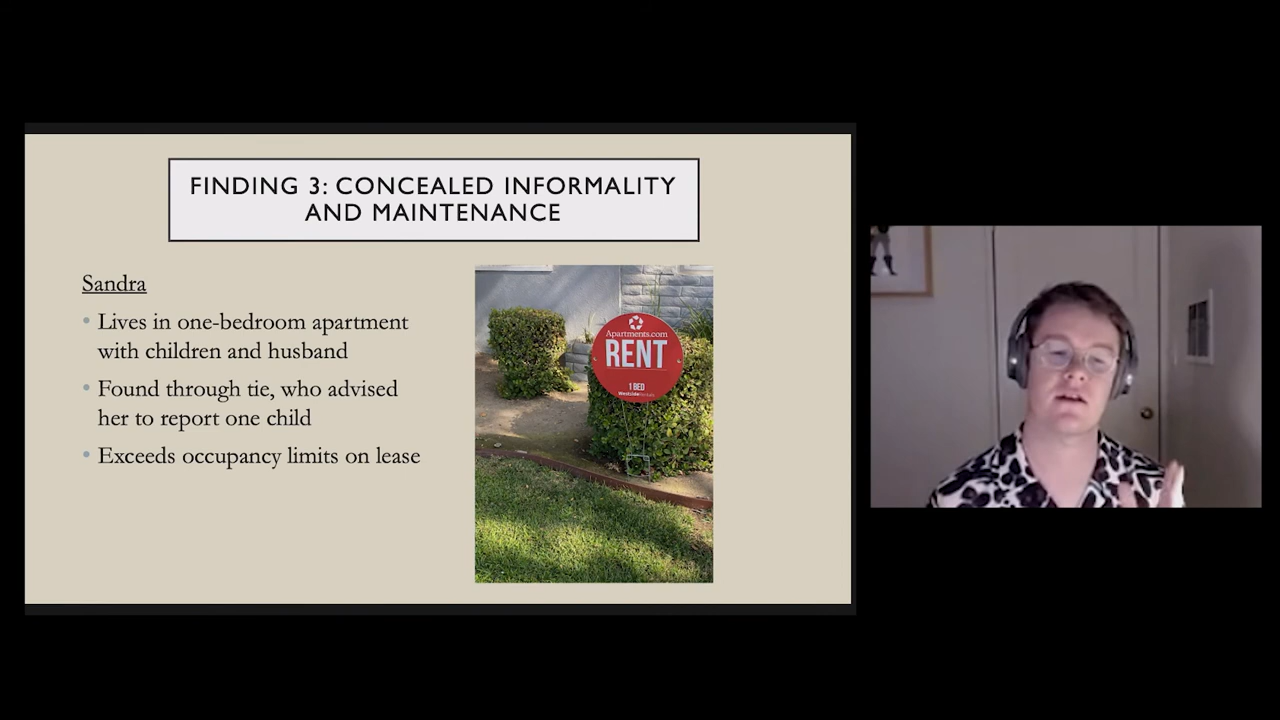 FINDING 3: CONCEALED INFORMALITY
AND MAINTENANCE
Sandra
Lives in one-bedroom apartment
with children and husband
Found through tie, who advised
her to report one child
Exceeds occupancy limits on lease
Apartments.com
RENT
1 BED
WestsideRentals